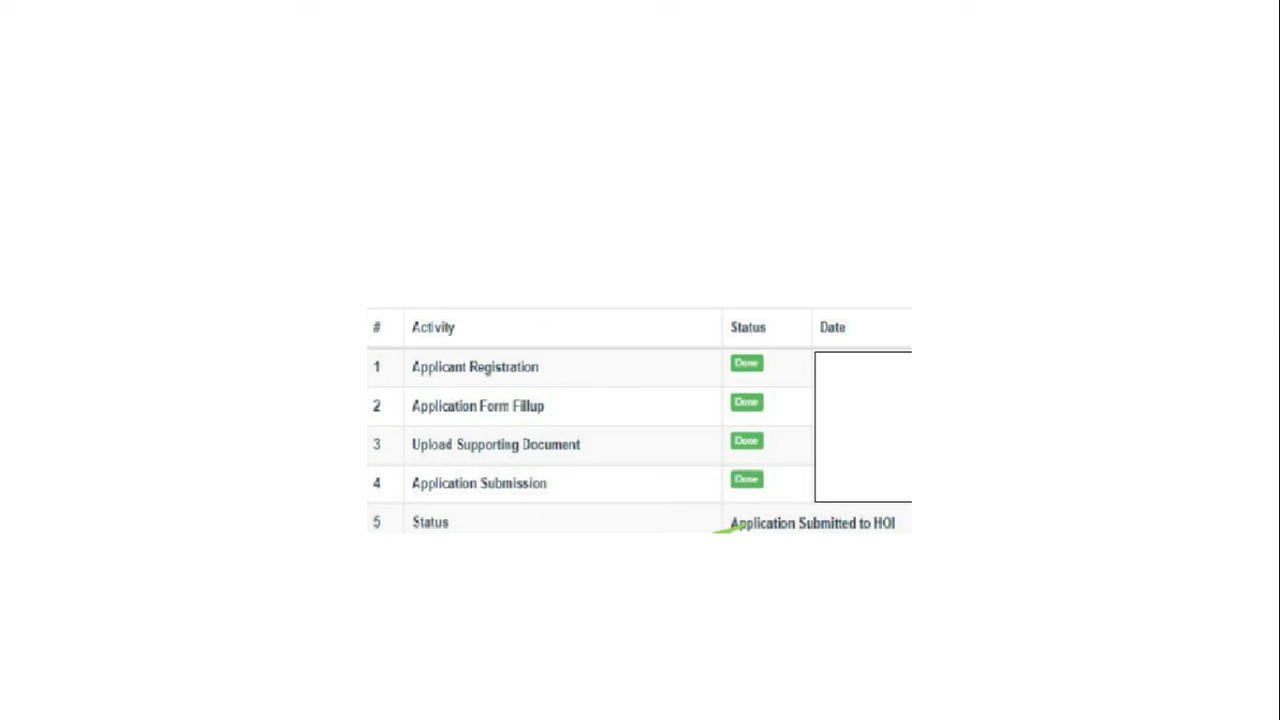 # Activity Status Date
1 Applicant Registration Done
2 Application Form Fillup Done
3 Upload Supporting Document Done
4 Application Submission Done
5 Status Application Submitted to HOI